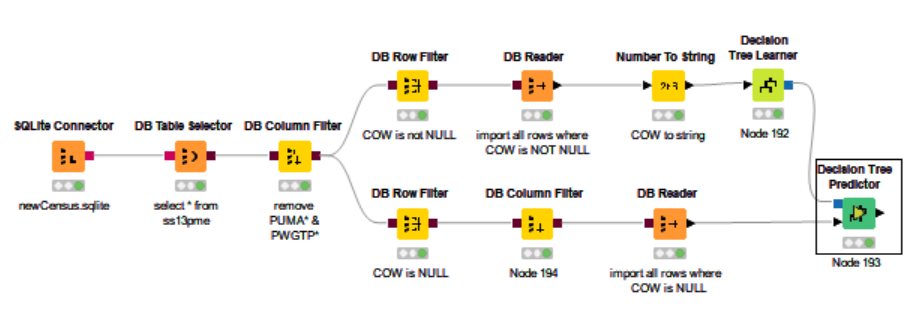 Decision
Tree Learner
DB Row Filter
DB Reader
Number To String
COW is not NULL
import all rows where
COW is NOT NULL
COW to string
Node 192
SQLite Connector
DB Table Selector
DB Column Filter
newCensus.sqlite
select * from
ss13pme
remove
PUMA* &
PWGTP*
Decision Tree
Predictor
Node 193
DB Row Filter
DB Column Filter
DB Reader
COW is NULL
Node 194
import all rows where
COW is NULL